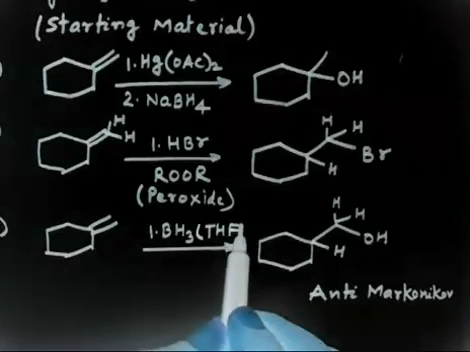 (Starting Material)
1. Hg(OAc)2
OH
2. NaBH4
H
H
1. HBr
ROOR
(Peroxide)
H
H
Br
H
1. BH3(THF
H
H
OH
H
Anti Markonikov